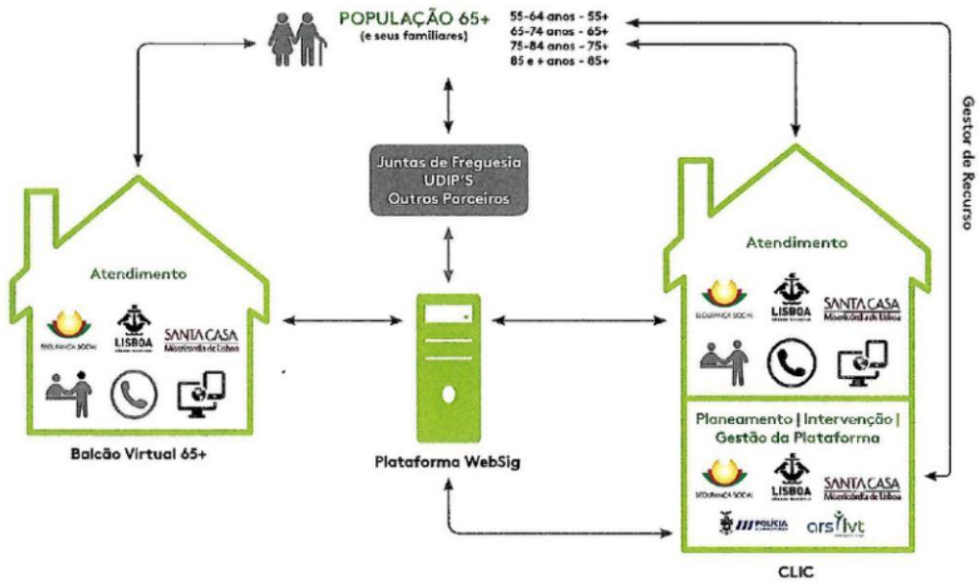 POPULAÇÃO 65+
(e seus familiares)
55-64 anos - 55+
65-74 anos - 65+
75-84 anos - 75+
85 e + anos - 85+
Gestor de Recurso
Juntas de Freguesia
UDIP'S
Outros Parceiros
Atendimento
SEGURANÇA SOCIAL
LISBOA
SANTA CASA
Misericórdia de Lisboa
Balcão Virtual 65+
Plataforma WebSig
Atendimento
SEGURANÇA SOCIAL
LISBOA
CÂMARA MUNICIPAL
SANTA CASA
Misericórdia de Lisboa
Planeamento | Intervenção |
Gestão da Plataforma
SEGURANÇA SOCIAL
LISBOA
SANTA CASA
Misericórdia de Lisboa
POLÍCIA
arslvt
CLIC